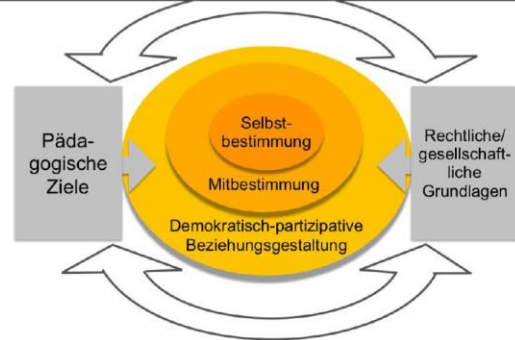 Päda-
gogische
Ziele
Selbst-
bestimmung
Mitbestimmung
Demokratisch-partizipative
Beziehungsgestaltung
Rechtliche/
gesellschaft-
liche
Grundlagen